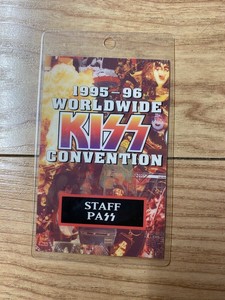 1995-96
WORLDWIDE
KISS
CONVENTION
STAFF
PASS